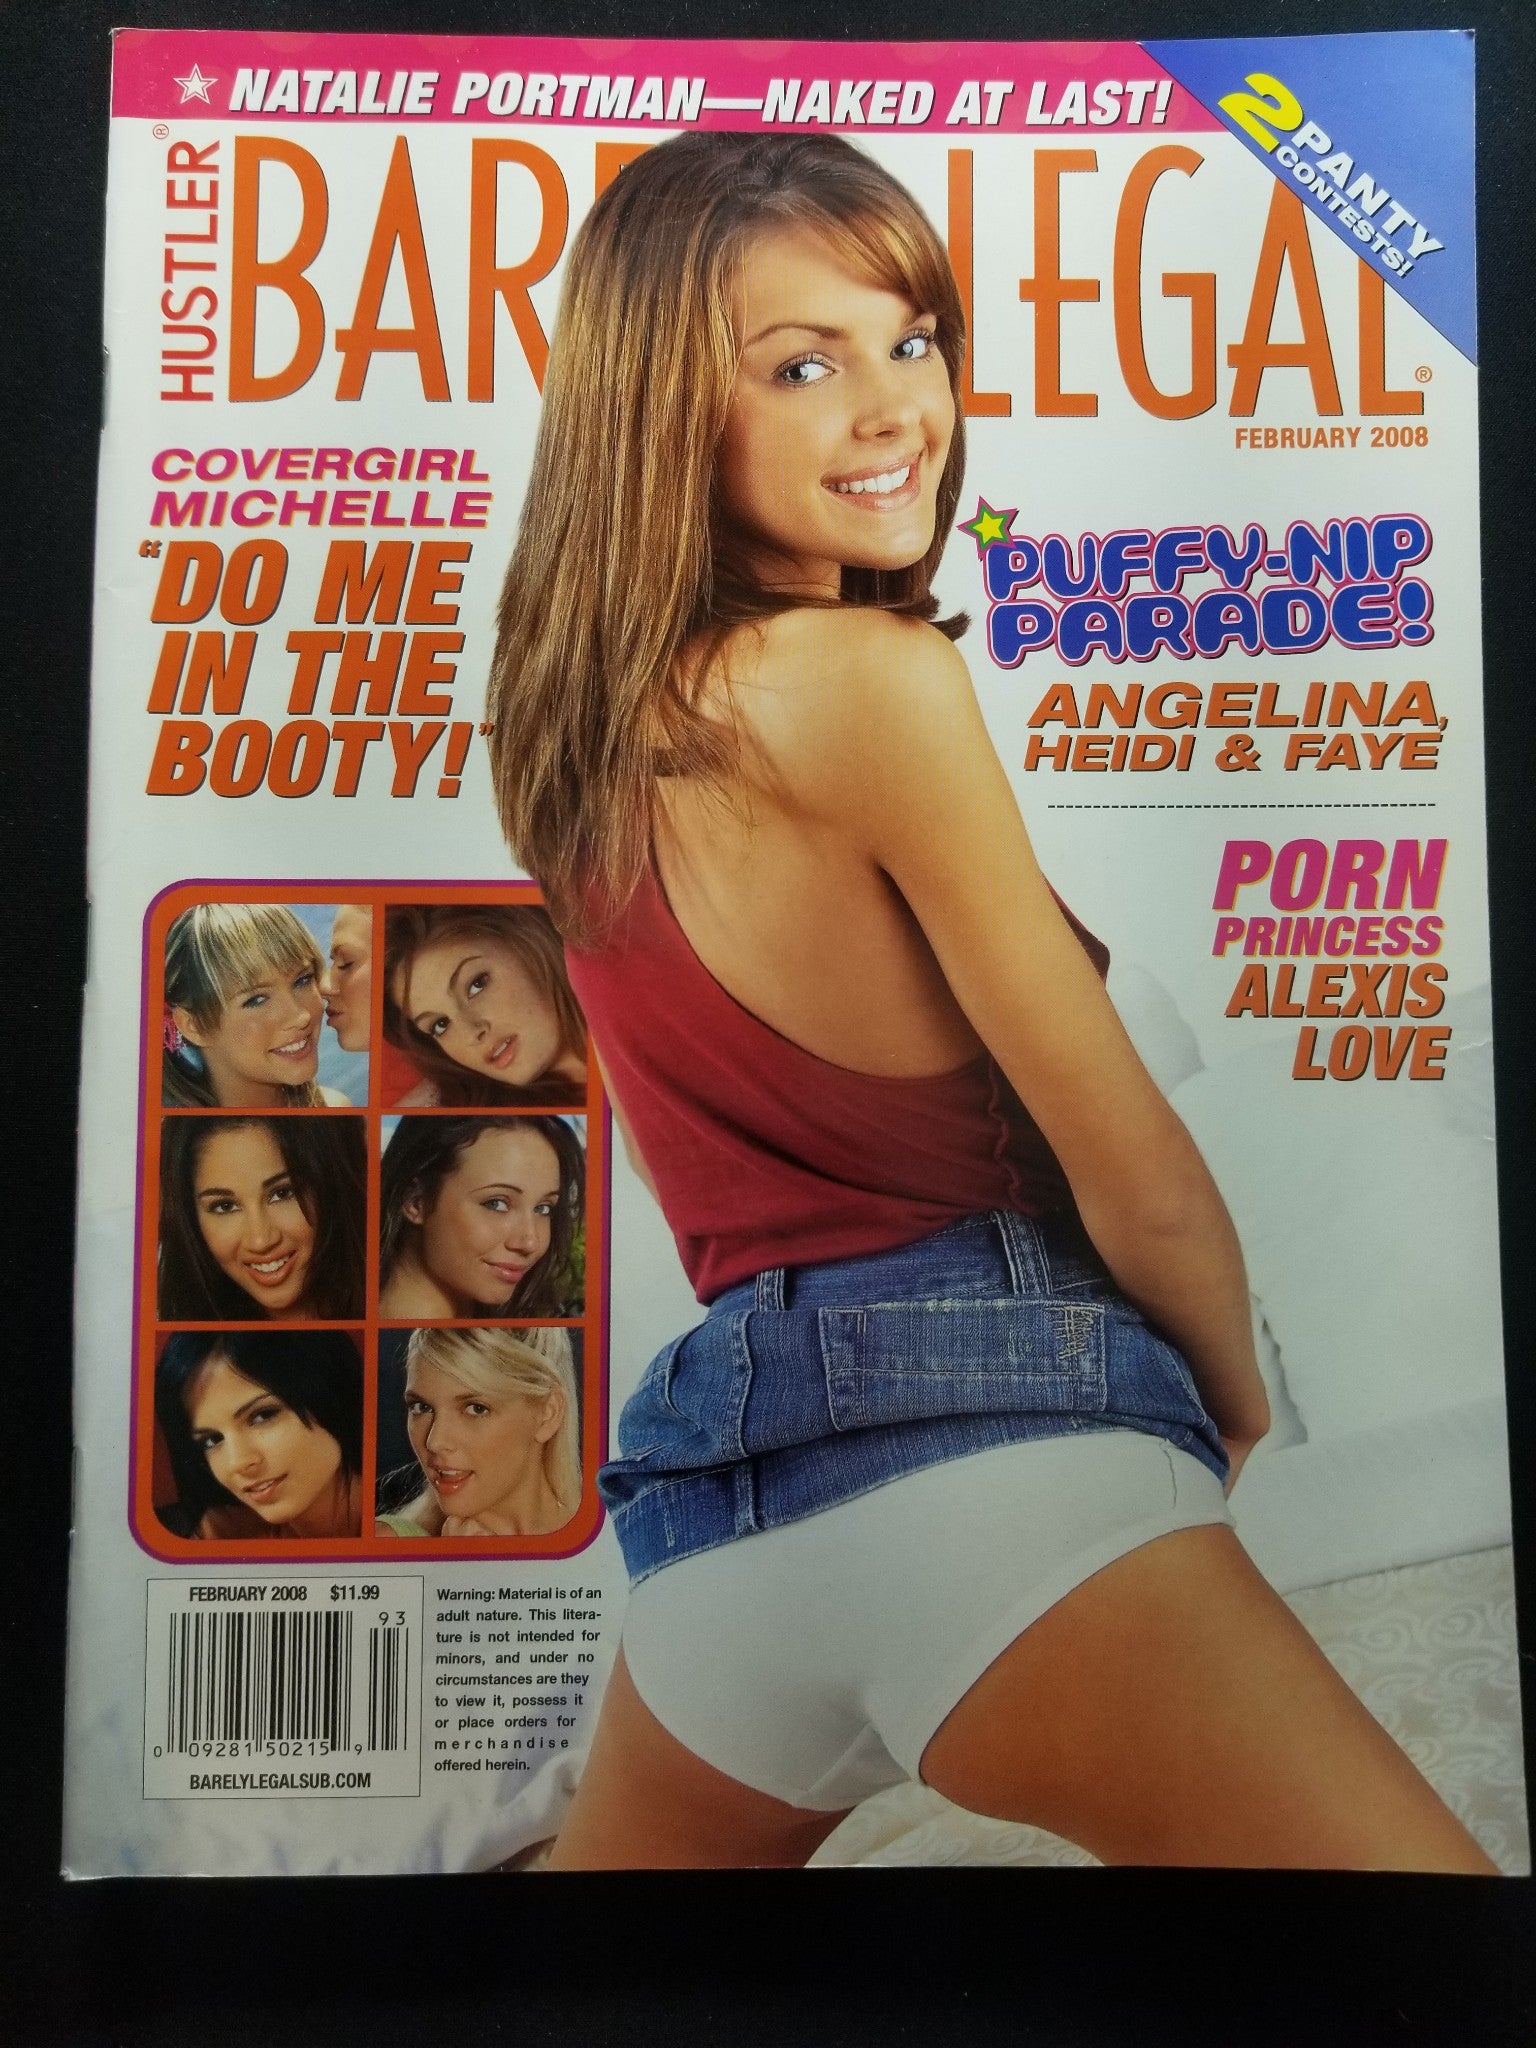 NATALIE PORTMAN—NAKED AT LAST!
2 PANTY
CONTESTS!
HUSTLER®
BARELY LEGAL®
FEBRUARY 2008
COVERGIRL
MICHELLE
"DO ME
IN THE
BOOTY!"
PUFFY-NIP
PARADE!
ANGELINA,
HEIDI & FAYE
PORN
PRINCESS
ALEXIS
LOVE
FEBRUARY 2008 $11.99
93
0 09281 50215 9
BARELYLEGALSUB.COM
Warning: Material is of an
adult nature. This litera-
ture is not intended for
minors, and under no
circumstances are they
to view it, possess it
or place orders for
merchandise
offered herein.